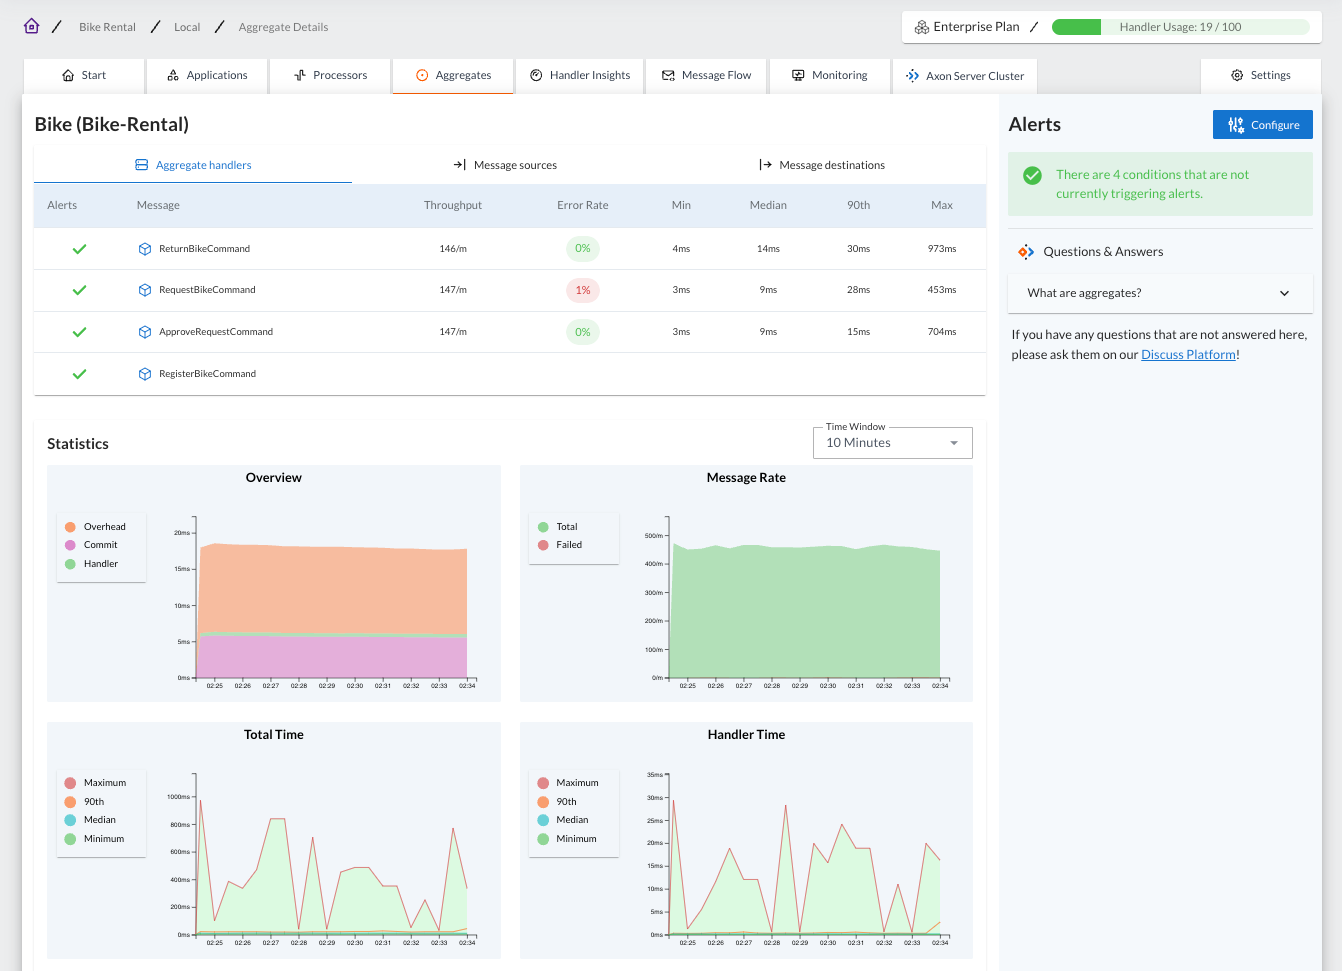 Bike Rental / Local / Aggregate Details
Enterprise Plan / Handler Usage: 19 / 100
Start Applications Processors Aggregates Handler Insights Message Flow Monitoring Axon Server Cluster Settings
Bike (Bike-Rental)
Aggregate handlers Message sources Message destinations
Alerts Message Throughput Error Rate Min Median 90th Max
ReturnBikeCommand 146/m 0% 4ms 14ms 30ms 973ms
RequestBikeCommand 147/m 1% 3ms 9ms 28ms 453ms
ApproveRequestCommand 147/m 0% 3ms 9ms 15ms 704ms
RegisterBikeCommand
Statistics
Time Window
10 Minutes
Overview
Overhead
Commit
Handler
20ms
15ms
10ms
5ms
0ms
02:25 02:26 02:27 02:28 02:29 02:30 02:31 02:32 02:33 02:34
Message Rate
Total
Failed
500/m
400/m
300/m
200/m
100/m
0/m
02:25 02:26 02:27 02:28 02:29 02:30 02:31 02:32 02:33 02:34
Total Time
Maximum
90th
Median
Minimum
1000ms
800ms
600ms
400ms
200ms
0ms
02:25 02:26 02:27 02:28 02:29 02:30 02:31 02:32 02:33 02:34
Handler Time
Maximum
90th
Median
Minimum
35ms
30ms
25ms
20ms
15ms
10ms
5ms
0ms
02:25 02:26 02:27 02:28 02:29 02:30 02:31 02:32 02:33 02:34
Alerts
Configure
There are 4 conditions that are not
currently triggering alerts.
Questions & Answers
What are aggregates?
If you have any questions that are not answered here,
please ask them on our Discuss Platform!